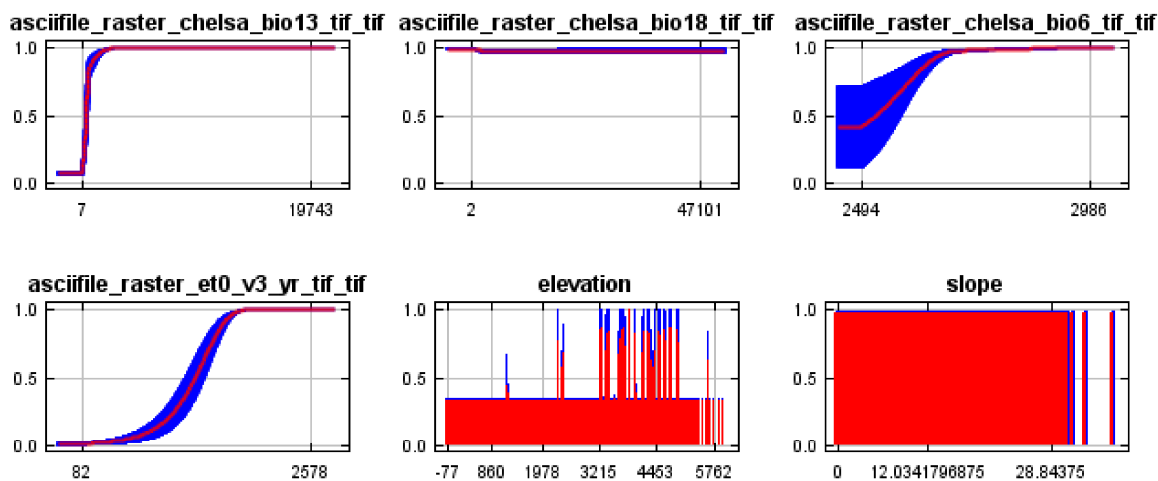 asciifile_raster_chelsa_bio13_tif_tif
1.0
0.5
0.0
7 19743
asciifile_raster_chelsa_bio18_tif_tif
1.0
0.5
0.0
2 47101
asciifile_raster_chelsa_bio6_tif_tif
1.0
0.5
0.0
2494 2986
asciifile_raster_et0_v3_yr_tif_tif
1.0
0.5
0.0
82 2578
elevation
1.0
0.5
0.0
-77 860 1978 3215 4453 5762
slope
1.0
0.5
0.0
0 12.0341796875 28.84375